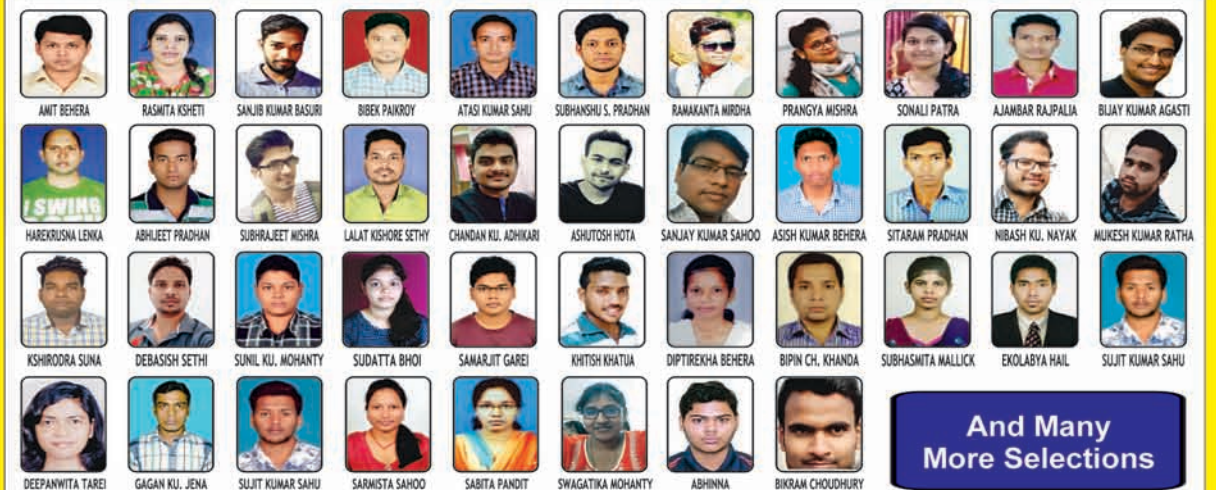 AMIT BEHERA RASMITA KSHETI SANJIB KUMAR BASURI BIBEK PAIKROY ATASI KUMAR SAHU SUBHANSHU S. PRADHAN RAMAKANTA MIRDHA PRANGYA MISHRA SONALI PATRA AJAMBAR RAJPALIA BIJAY KUMAR AGASTI
I SWING
HAREKRUSNA LENKA ABHIJEET PRADHAN SUBHRAJEET MISHRA LALAT KISHORE SETHY CHANDAN KU. ADHIKARI ASHUTOSH HOTA SANJAY KUMAR SAHOO ASISH KUMAR BEHERA SITARAM PRADHAN NIBASH KU. NAYAK MUKESH KUMAR RATHA
KSHIRODRA SUNA DEBASISH SETHI SUNIL KU. MOHANTY SUDATTA BHOI SAMARJIT GAREI KHITISH KHATUA DIPTIREKHA BEHERA BIPIN CH. KHANDA SUBHASMITA MALLICK EKOLABYA HAIL SUJIT KUMAR SAHU
DEEPANWITA TAREI GAGAN KU. JENA SUJIT KUMAR SAHU SARMISTA SAHOO SABITA PANDIT SWAGATIKA MOHANTY ABHINNA BIKRAM CHOUDHURY
And Many
More Selections